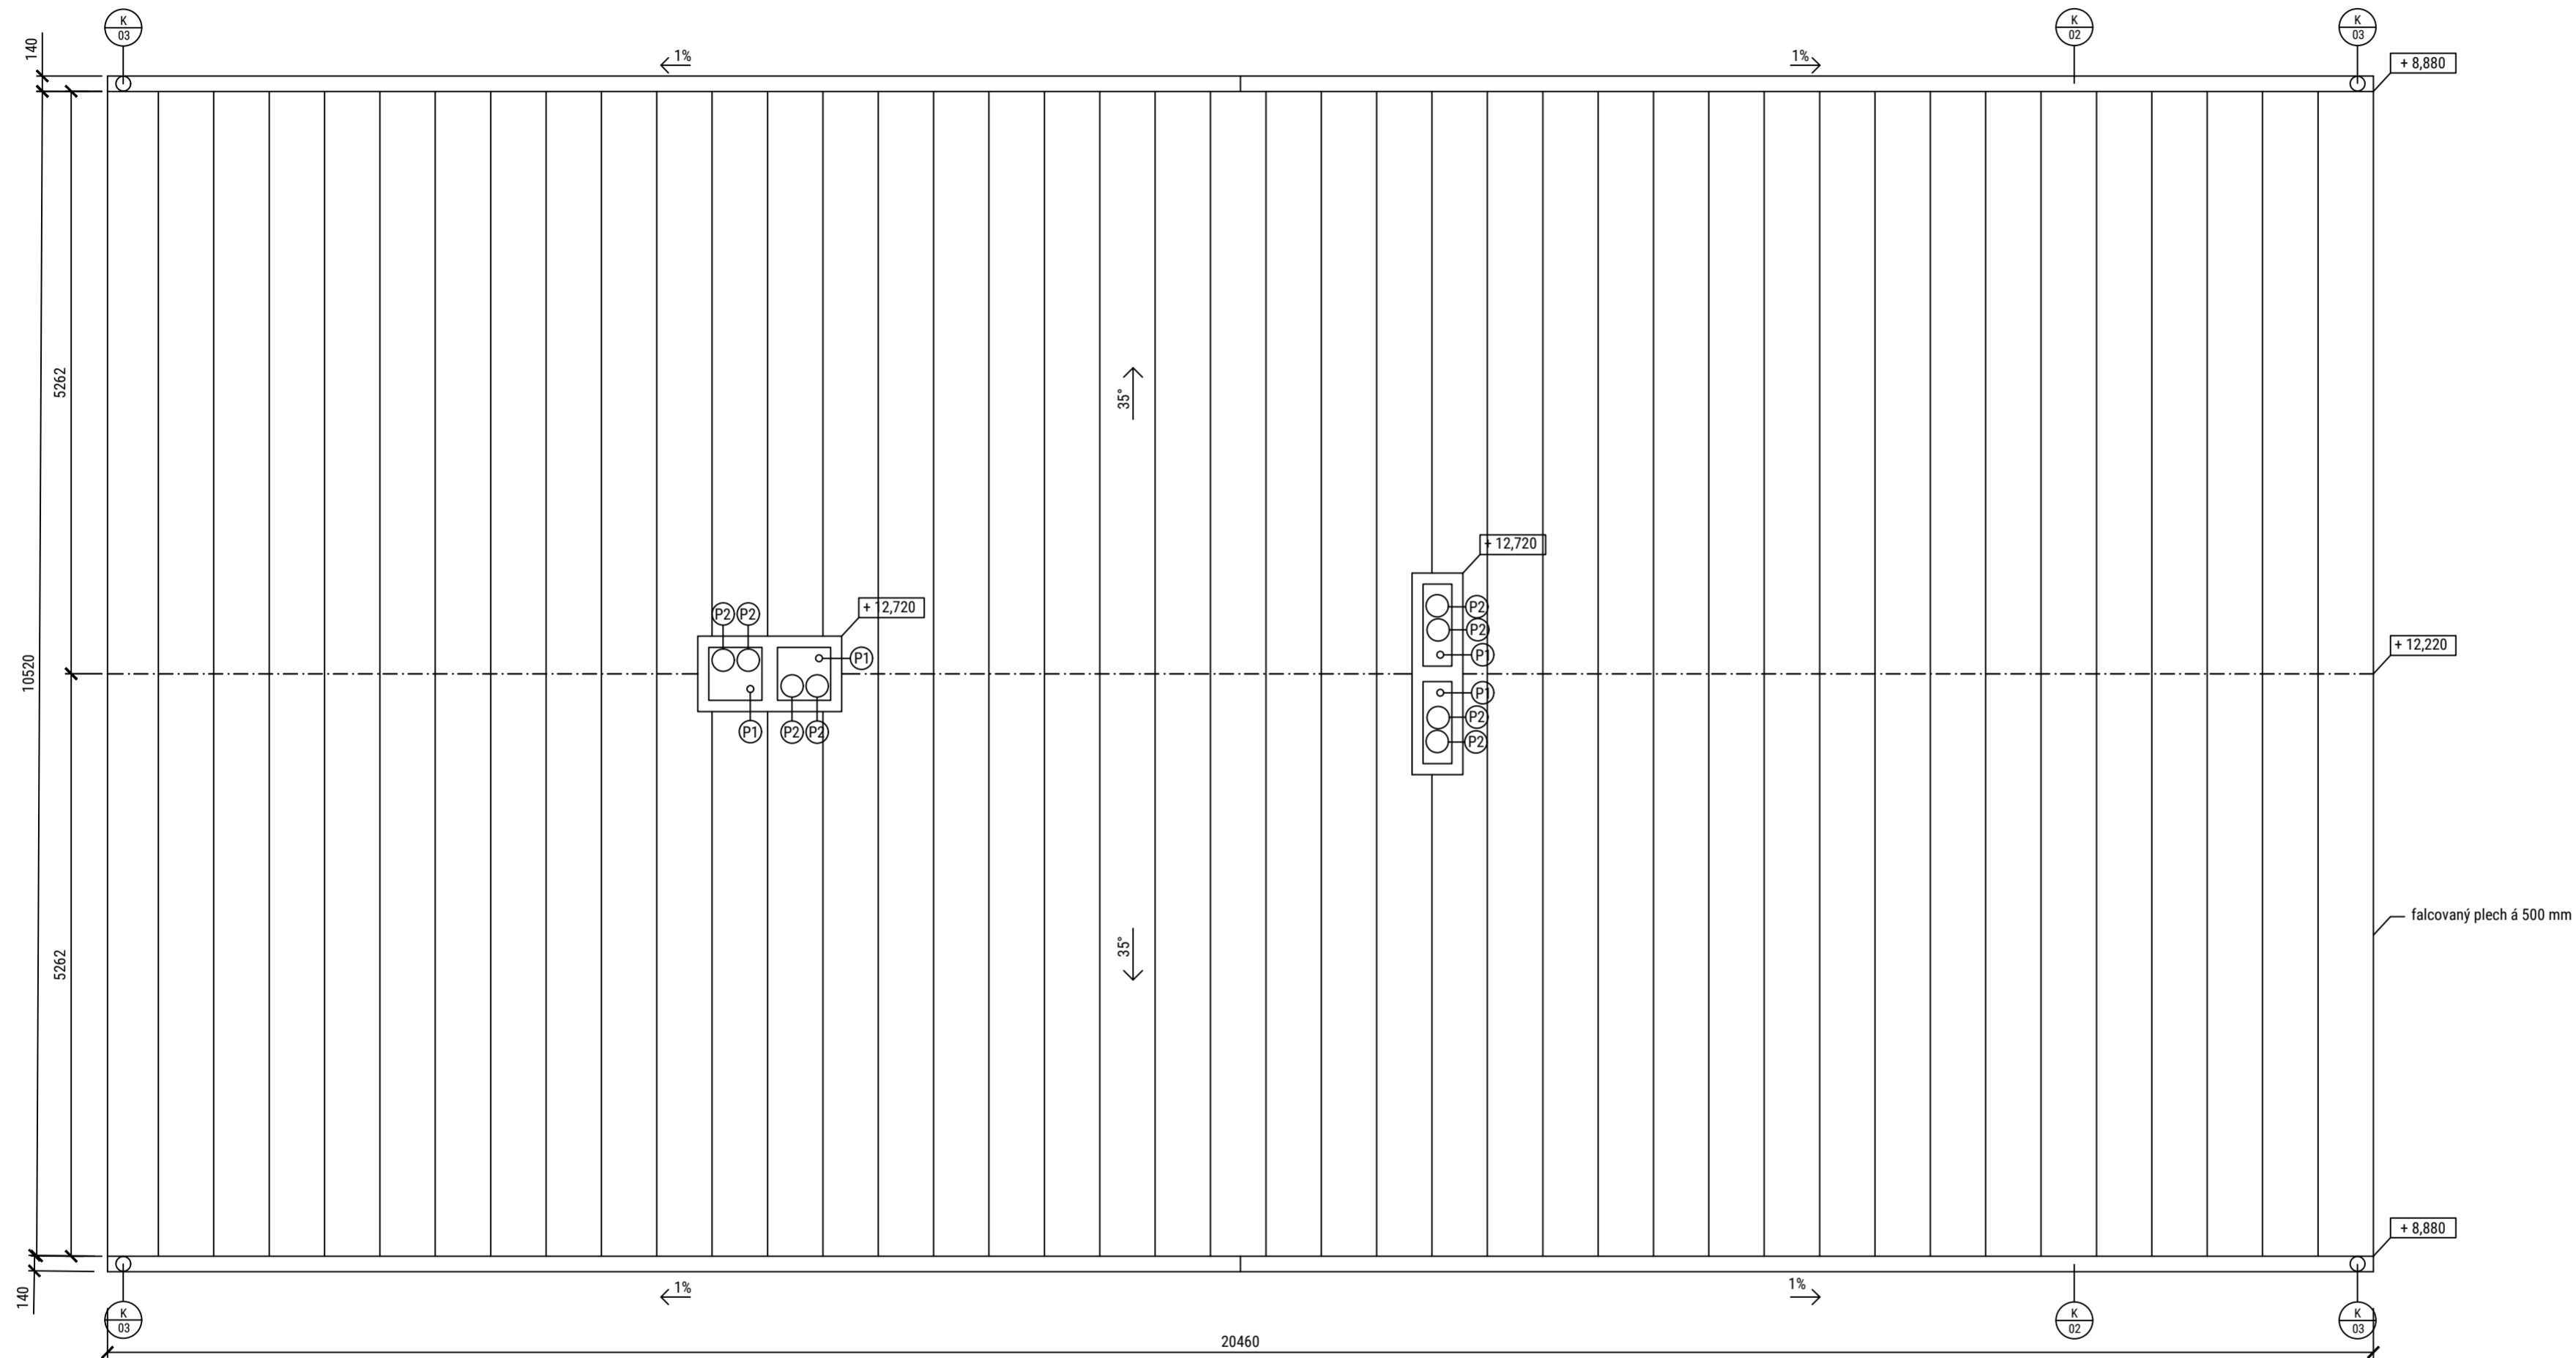 K
03
K
02
K
03
140
1%
1%
+ 8,880
5262
35°
+ 12,720
+ 12,720
P2
P2
P2
P2
P1
P1
+ 12,220
10520
P1
P2
P1
P2
P2
P2
falcovaný plech á 500 mm
35°
5262
+ 8,880
140
1%
1%
K
03
K
02
K
03
20460